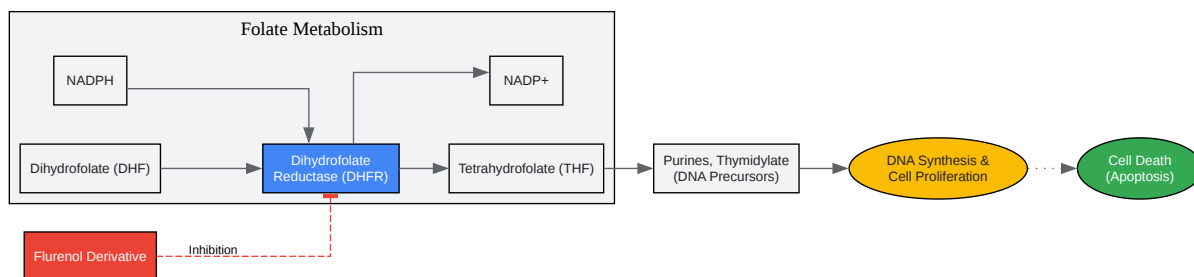 Folate Metabolism
NADPH
NADP+
Dihydrofolate (DHF)
Dihydrofolate
Reductase (DHFR)
Tetrahydrofolate (THF)
Purines, Thymidylate
(DNA Precursors)
DNA Synthesis &
Cell Proliferation
Cell Death
(Apoptosis)
Flurenol Derivative
Inhibition